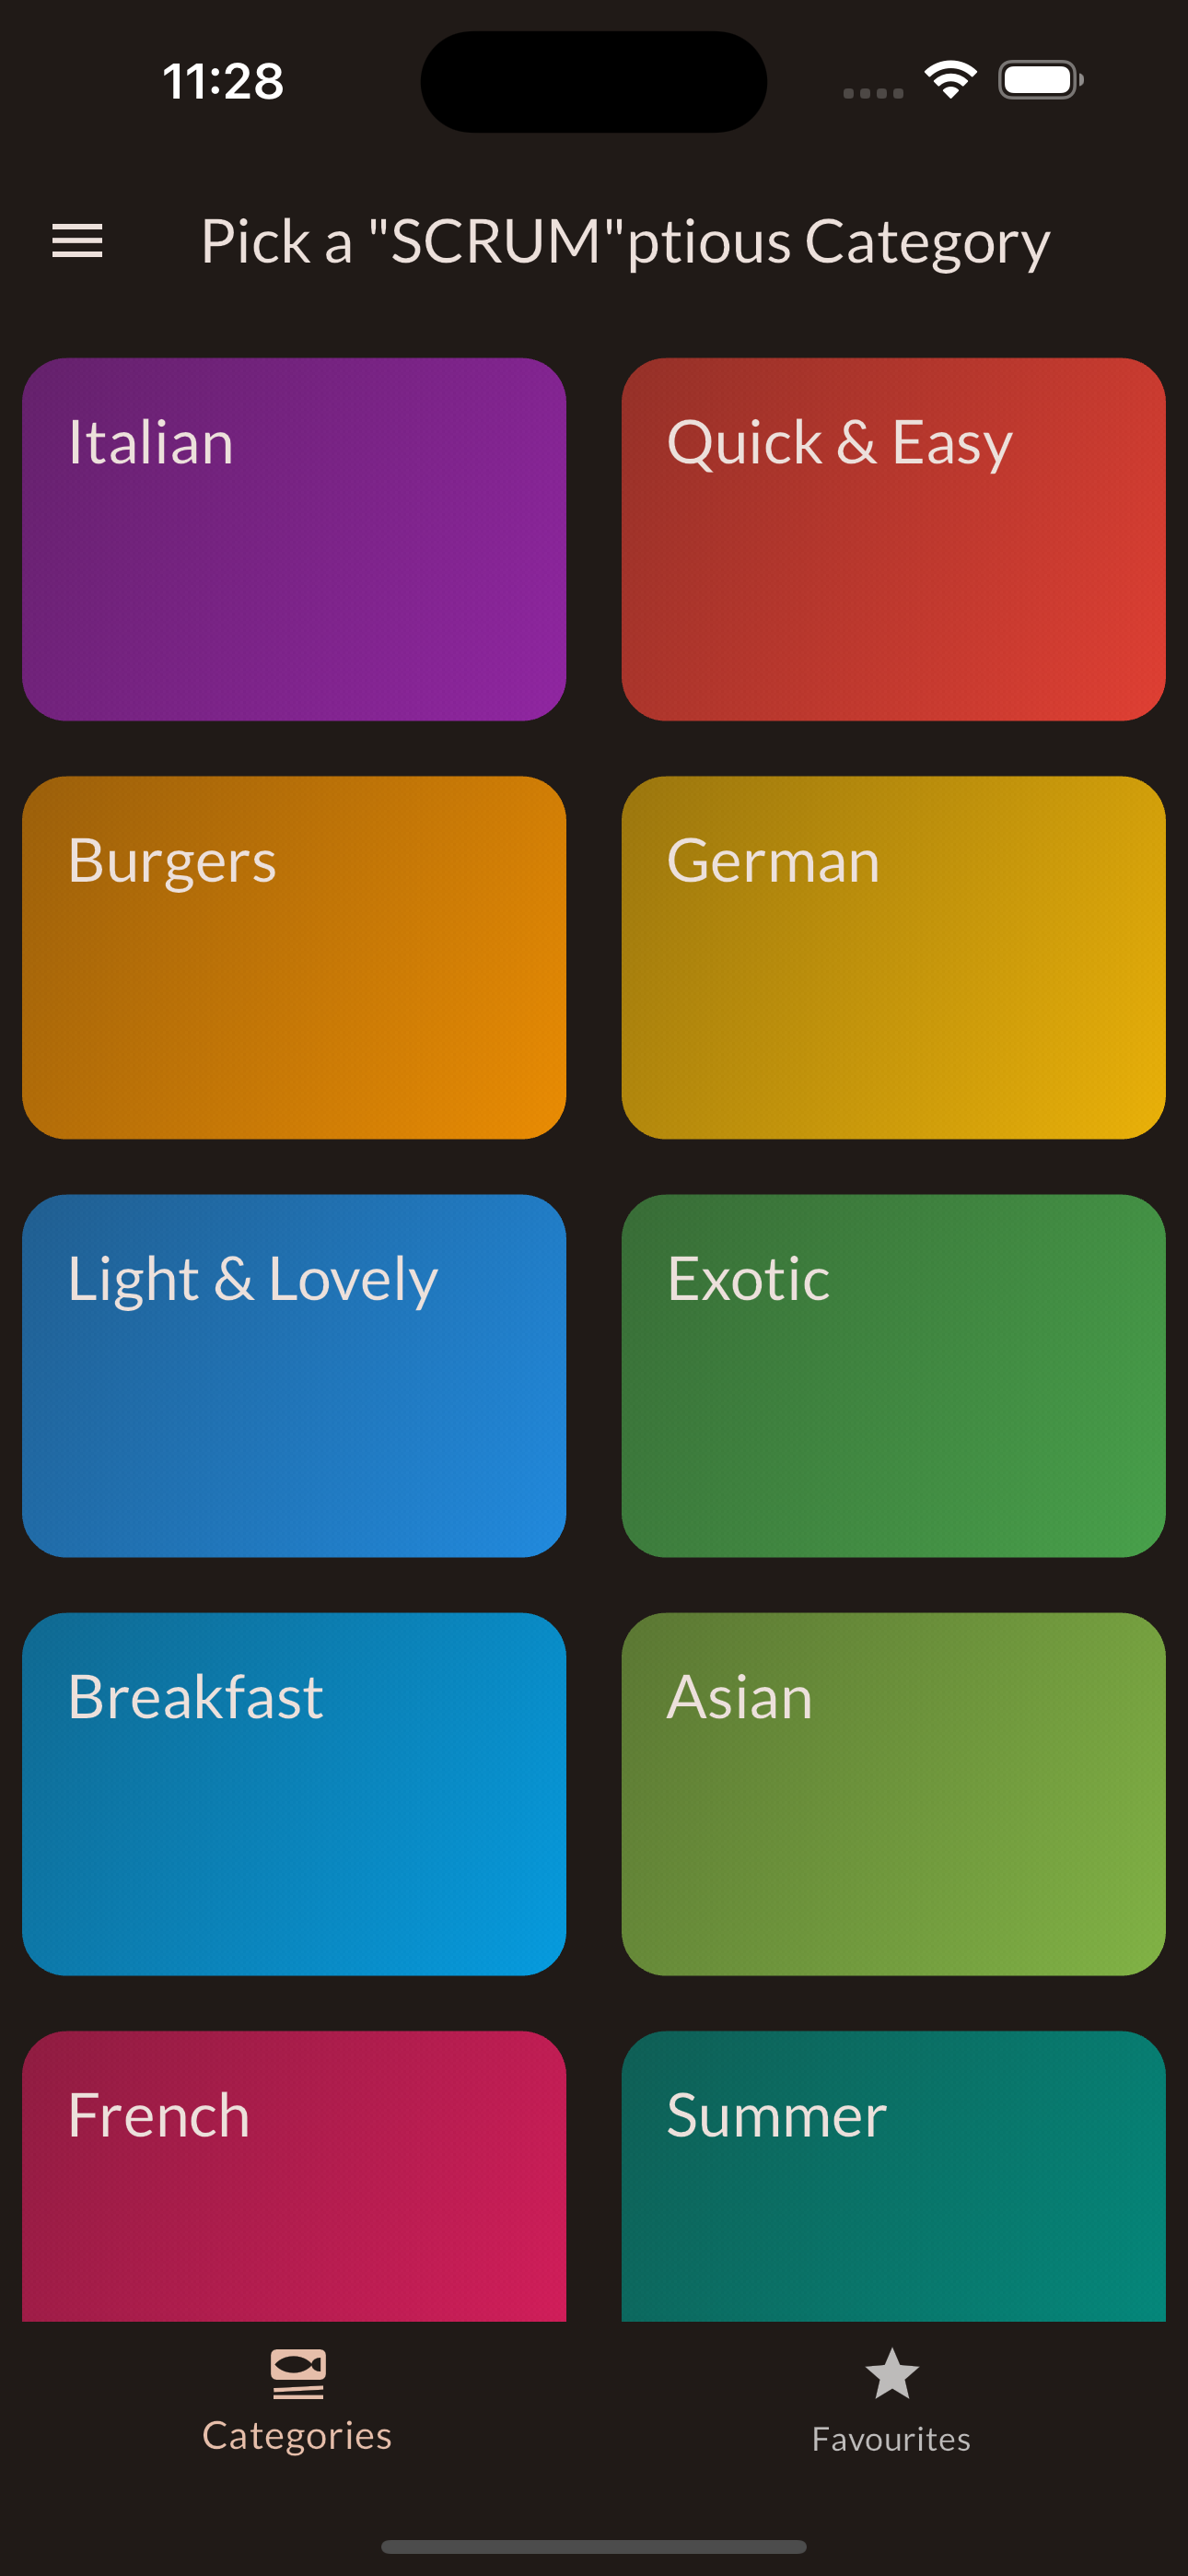 11:28
Pick a "SCRUM"ptious Category
Italian
Quick & Easy
Burgers
German
Light & Lovely
Exotic
Breakfast
Asian
French
Summer
Categories
Favourites